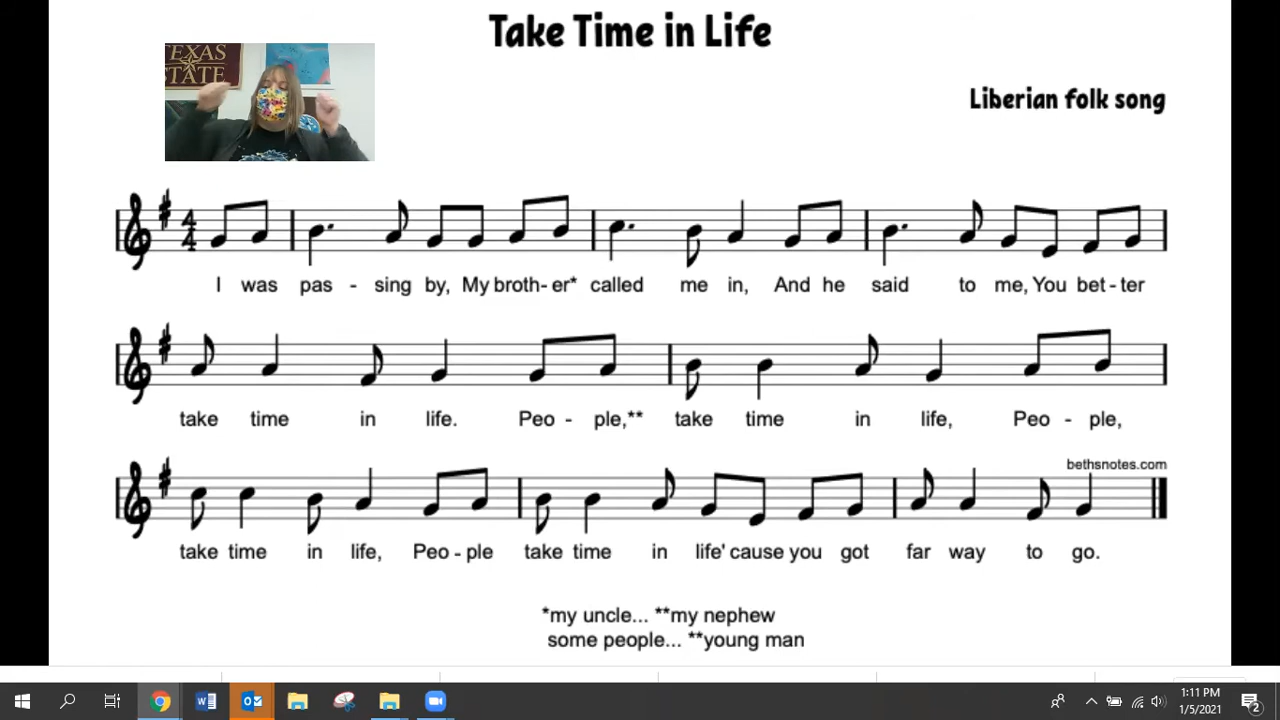 Take Time in Life
TEXAS
STATE
Liberian folk song
4
4
I was pas - sing by, My broth- er* called me in, And he said to me, You bet - ter
take time in life. Peo - ple,** take time in life, Peo - ple,
bethsnotes.com
take time in life, Peo - ple take time in life' cause you got far way to go.
*my uncle... **my nephew
some people... **young man
1:11 PM
1/5/2021
2